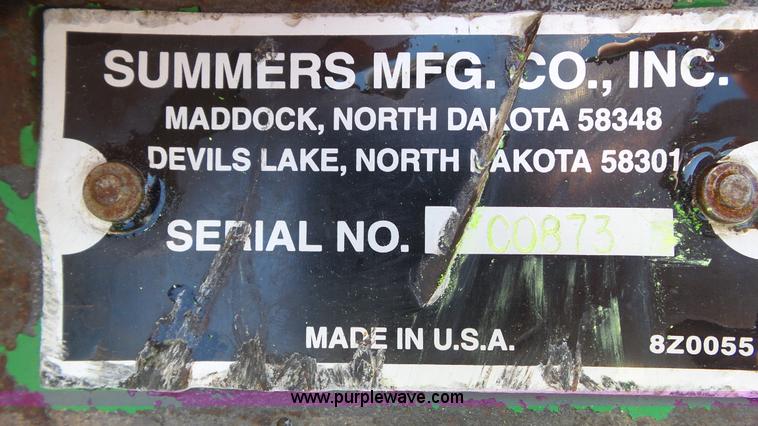 SUMMERS MFG. CO., INC.
MADDOCK, NORTH DAKOTA 58348
DEVILS LAKE, NORTH DAKOTA 58301
SERIAL NO. C0873
MADE IN U.S.A.
8Z0055
www.purplewave.com